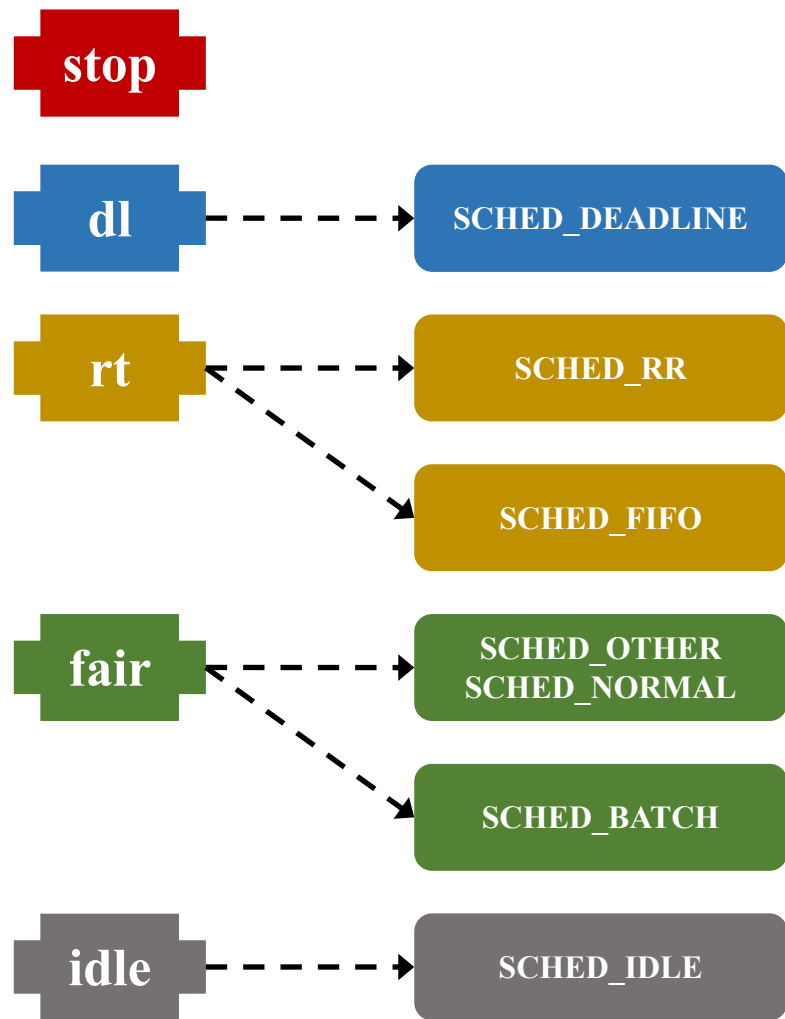 stop
dl
SCHED_DEADLINE
rt
SCHED_RR
SCHED_FIFO
fair
SCHED_OTHER
SCHED_NORMAL
SCHED_BATCH
idle
SCHED_IDLE